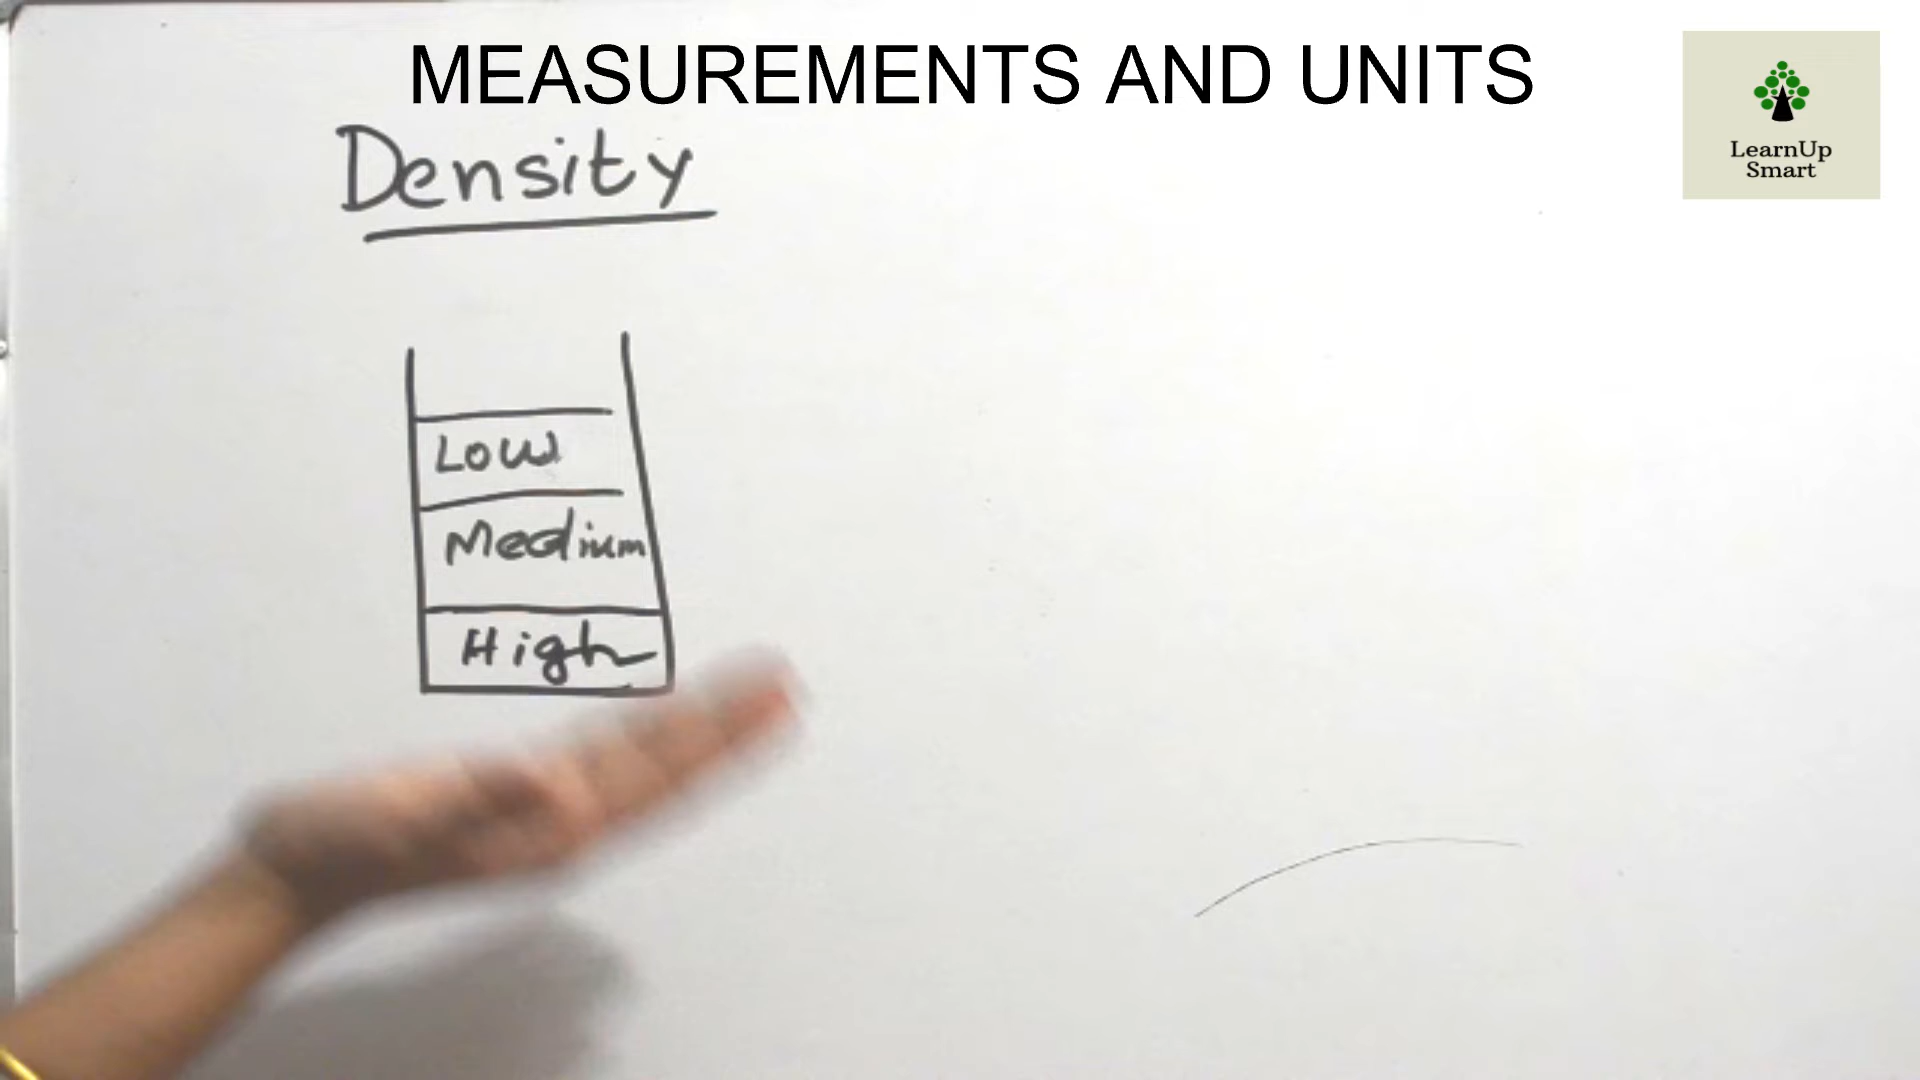 MEASUREMENTS AND UNITS
LearnUp
Smart
Density
Low
Medium
High